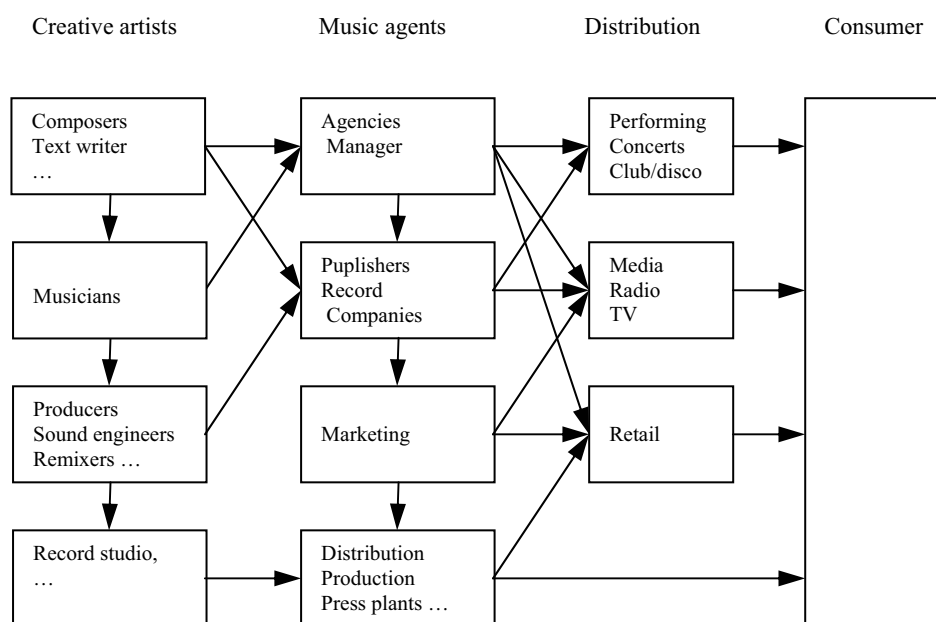 Creative artists
Music agents
Distribution
Consumer
Composers
Text writer
…
Agencies
Manager
Performing
Concerts
Club/disco
Musicians
Puplishers
Record
Companies
Media
Radio
TV
Producers
Sound engineers
Remixers …
Marketing
Retail
Record studio,
…
Distribution
Production
Press plants …